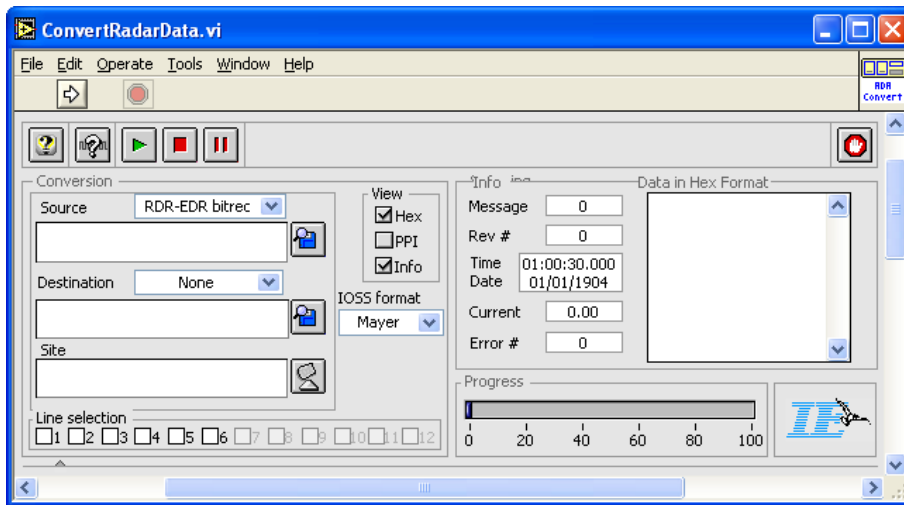 ConvertRadarData.vi
File Edit Operate Tools Window Help
RDR
Convert
Conversion
Source RDR-EDR bitrec
Destination None
Site
View
Hex
PPI
Info
IOSS format
Mayer
Line selection
1 2 3 4 5 6 7 8 9 10 11 12
Info
Message 0
Rev # 0
Time 01:00:30.000
Date 01/01/1904
Current 0.00
Error # 0
Data in Hex Format
Progress
0 20 40 60 80 100
IE